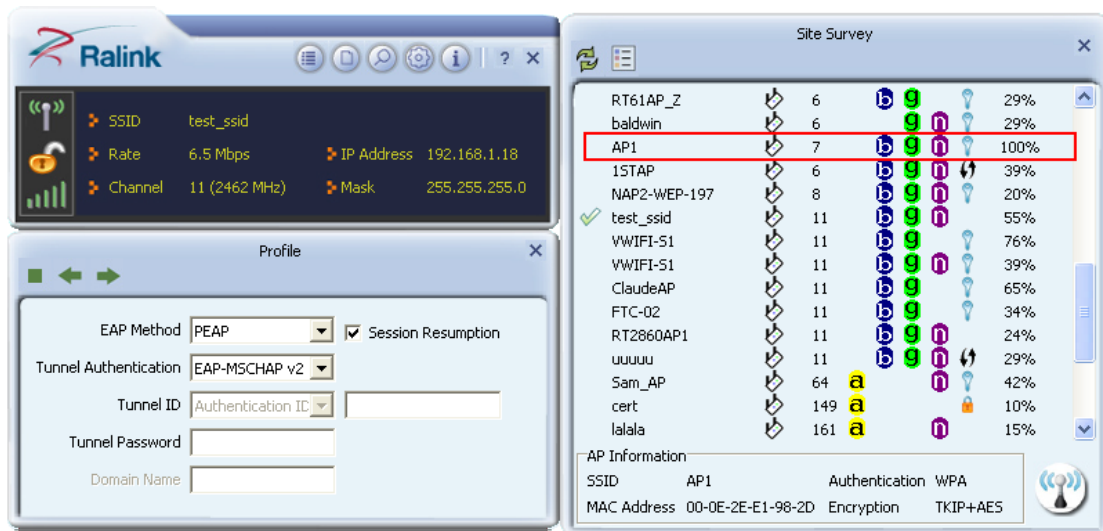 Ralink
? ×
SSID test_ssid
Rate 6.5 Mbps IP Address 192.168.1.18
Channel 11 (2462 MHz) Mask 255.255.255.0
Profile ×
EAP Method PEAP Session Resumption
Tunnel Authentication EAP-MSCHAP v2
Tunnel ID Authentication ID
Tunnel Password
Domain Name
Site Survey ×
RT61AP_Z 6 b g 29%
baldwin 6 g n 29%
AP1 7 b g n 100%
1STAP 6 b g n 39%
NAP2-WEP-197 8 b g n 20%
test_ssid 11 b g n 55%
VWIFI-S1 11 b g 76%
VWIFI-S1 11 b g n 39%
ClaudeAP 11 b g 65%
FTC-02 11 b g 34%
RT2860AP1 11 b g n 24%
uuuuu 11 b g n 29%
Sam_AP 64 a n 42%
cert 149 a 10%
lalala 161 a n 15%
AP Information
SSID AP1 Authentication WPA
MAC Address 00-0E-2E-E1-98-2D Encryption TKIP+AES